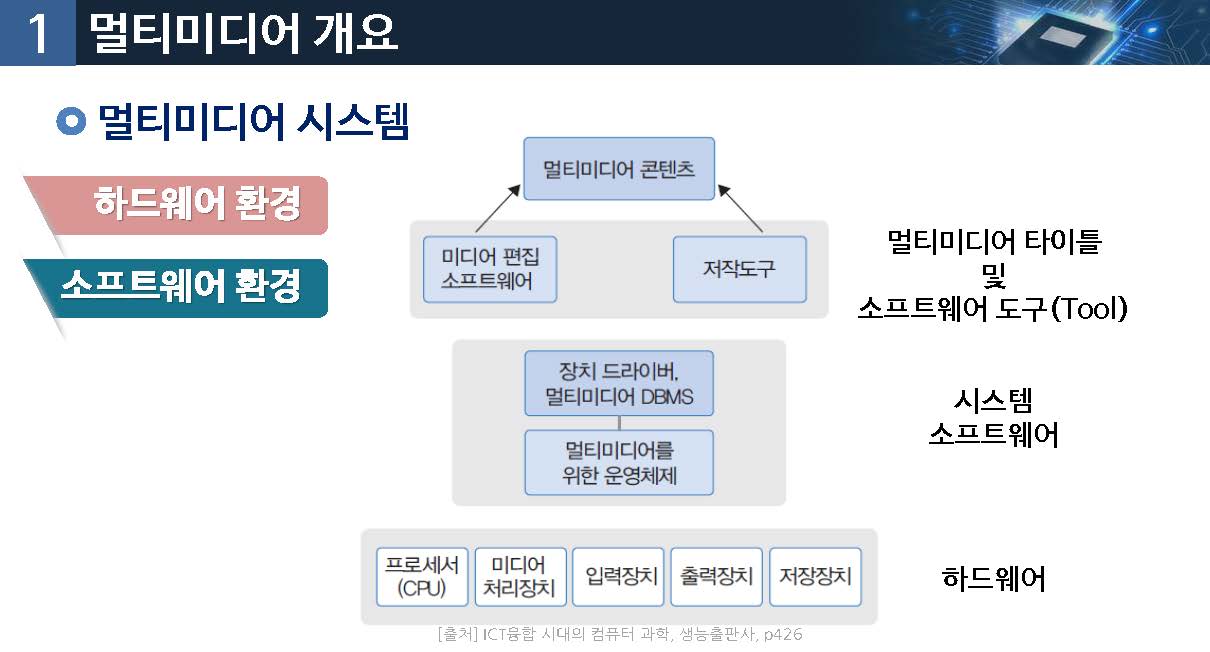 1 멀티미디어 개요
멀티미디어 시스템
하드웨어 환경
소프트웨어 환경
멀티미디어 콘텐츠
미디어 편집
소프트웨어
저작도구
멀티미디어 타이틀
및
소프트웨어 도구(Tool)
장치 드라이버,
멀티미디어 DBMS
멀티미디어를
위한 운영체제
시스템
소프트웨어
프로세서
(CPU)
미디어
처리장치
입력장치
출력장치
저장장치
하드웨어
[출처] ICT융합 시대의 컴퓨터 과학, 생능출판사, p426